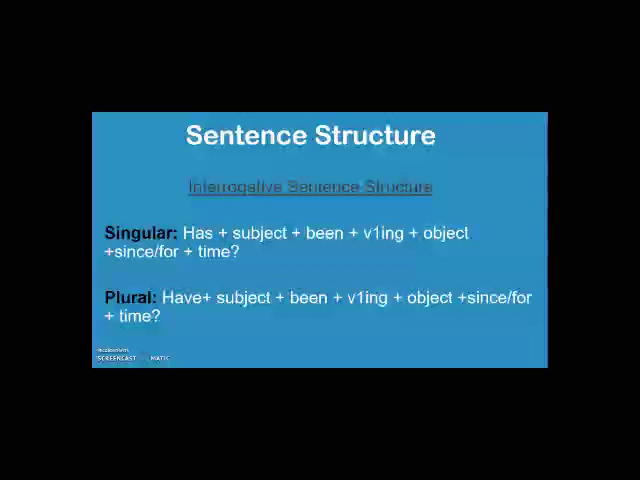 Sentence Structure
Interrogative Sentence Structure
Singular: Has + subject + been + v1ing + object
+since/for + time?
Plural: Have+ subject + been + v1ing + object +since/for
+ time?
SCREENCAST MATIC